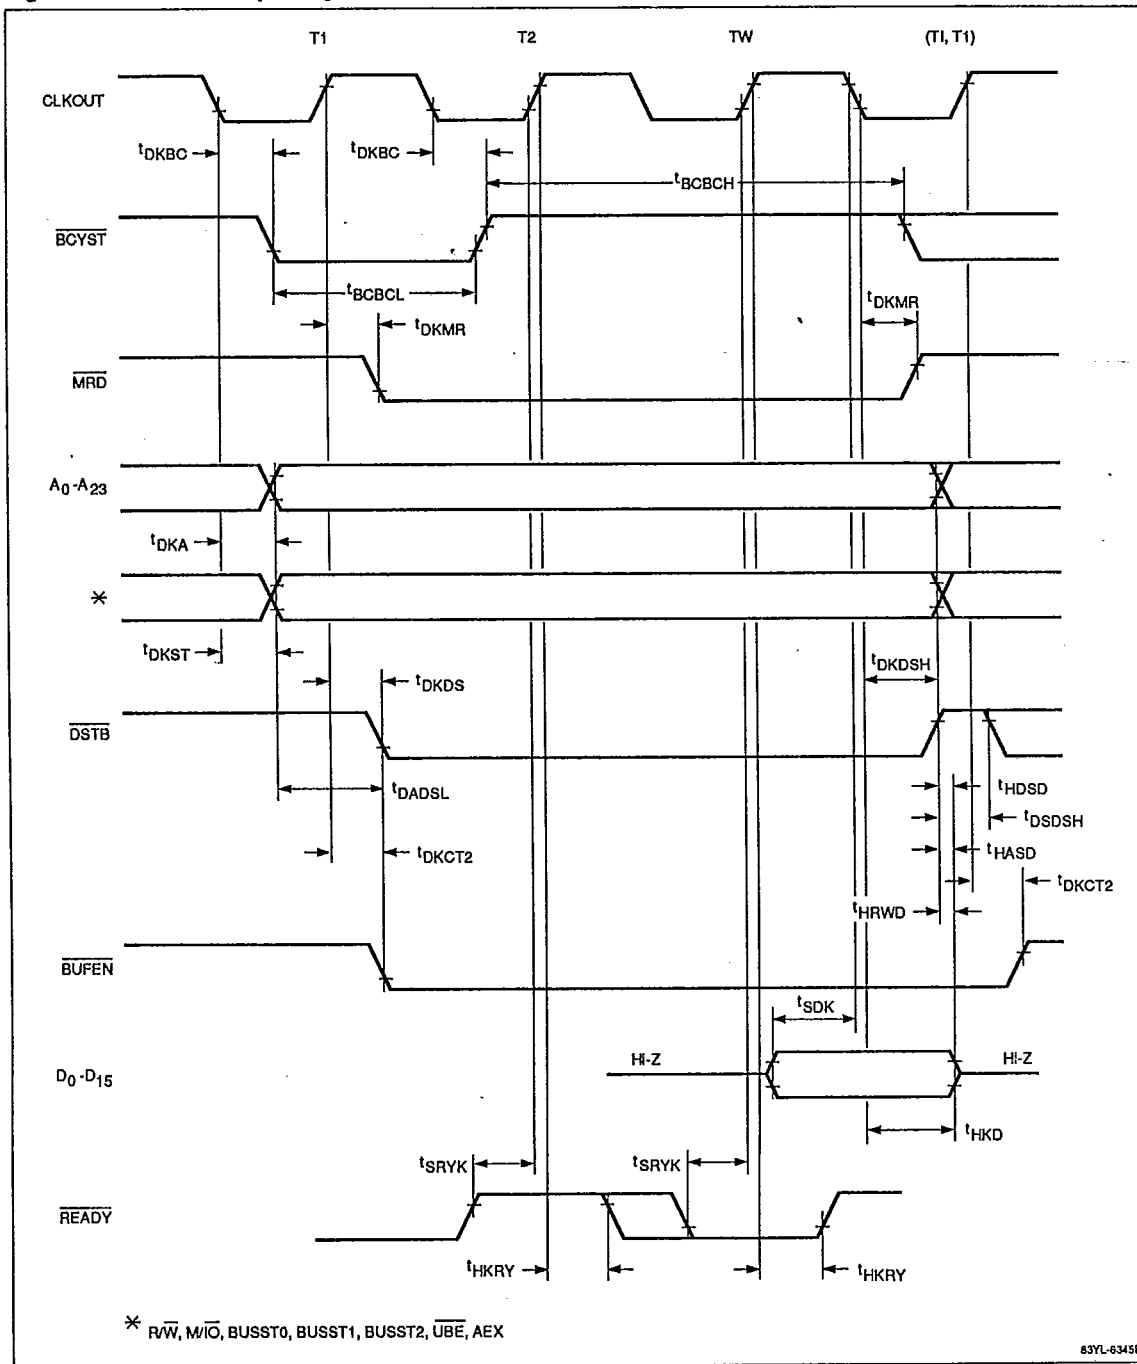 T1 T2 TW (TI, T1)
CLKOUT
tDKBC tDKBC
tBCBCH
BCYST
tBCBCL
tDKMR tDKMR
MRD
A0-A23
tDKA
*
tDKST
tDKDS tDKDSH
DSTB
tDADSL tHDSD
tDSDSH
tDKCT2 tHASD
tDKCT2
tHRWD
BUFEN
tSDK
HI-Z HI-Z
D0-D15
tHKD
tSRYK tSRYK
READY
tHKRY tHKRY
* R/W, M/IO, BUSST0, BUSST1, BUSST2, UBE, AEX